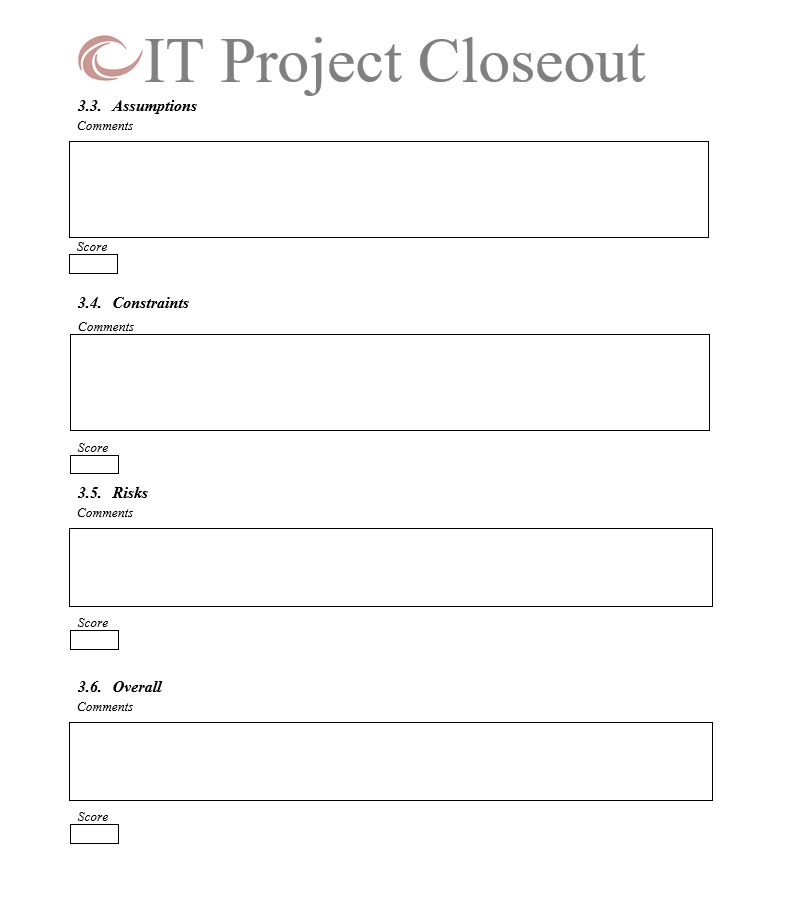 IT Project Closeout
3.3. Assumptions
Comments
Score
3.4. Constraints
Comments
Score
3.5. Risks
Comments
Score
3.6. Overall
Comments
Score